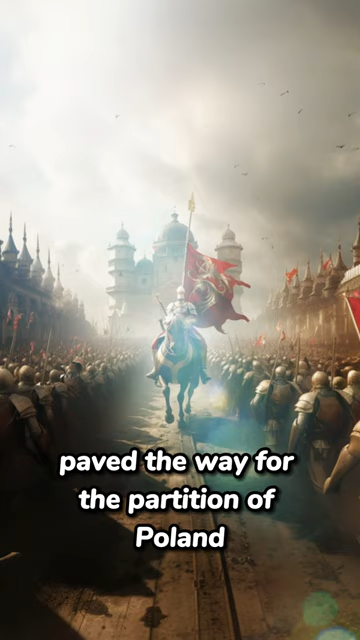 paved the way for
the partition of
Poland